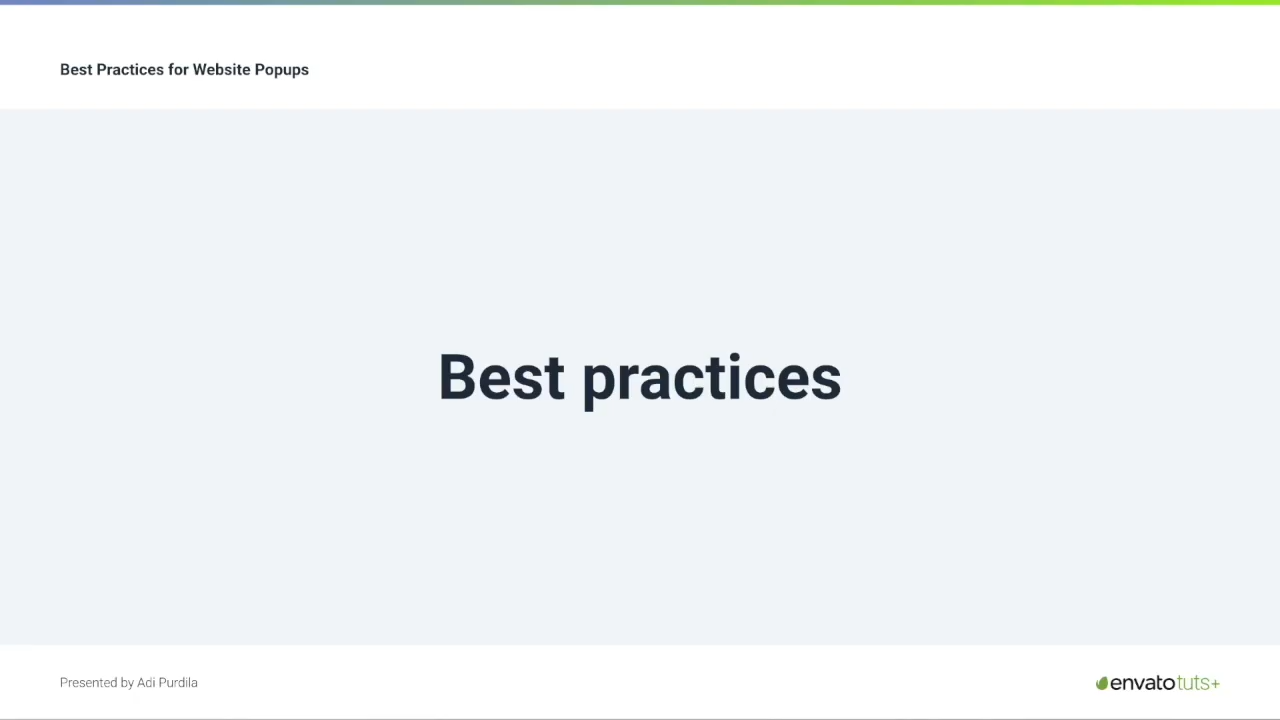 Best Practices for Website Popups
Best practices
Presented by Adi Purdila
envatotuts+